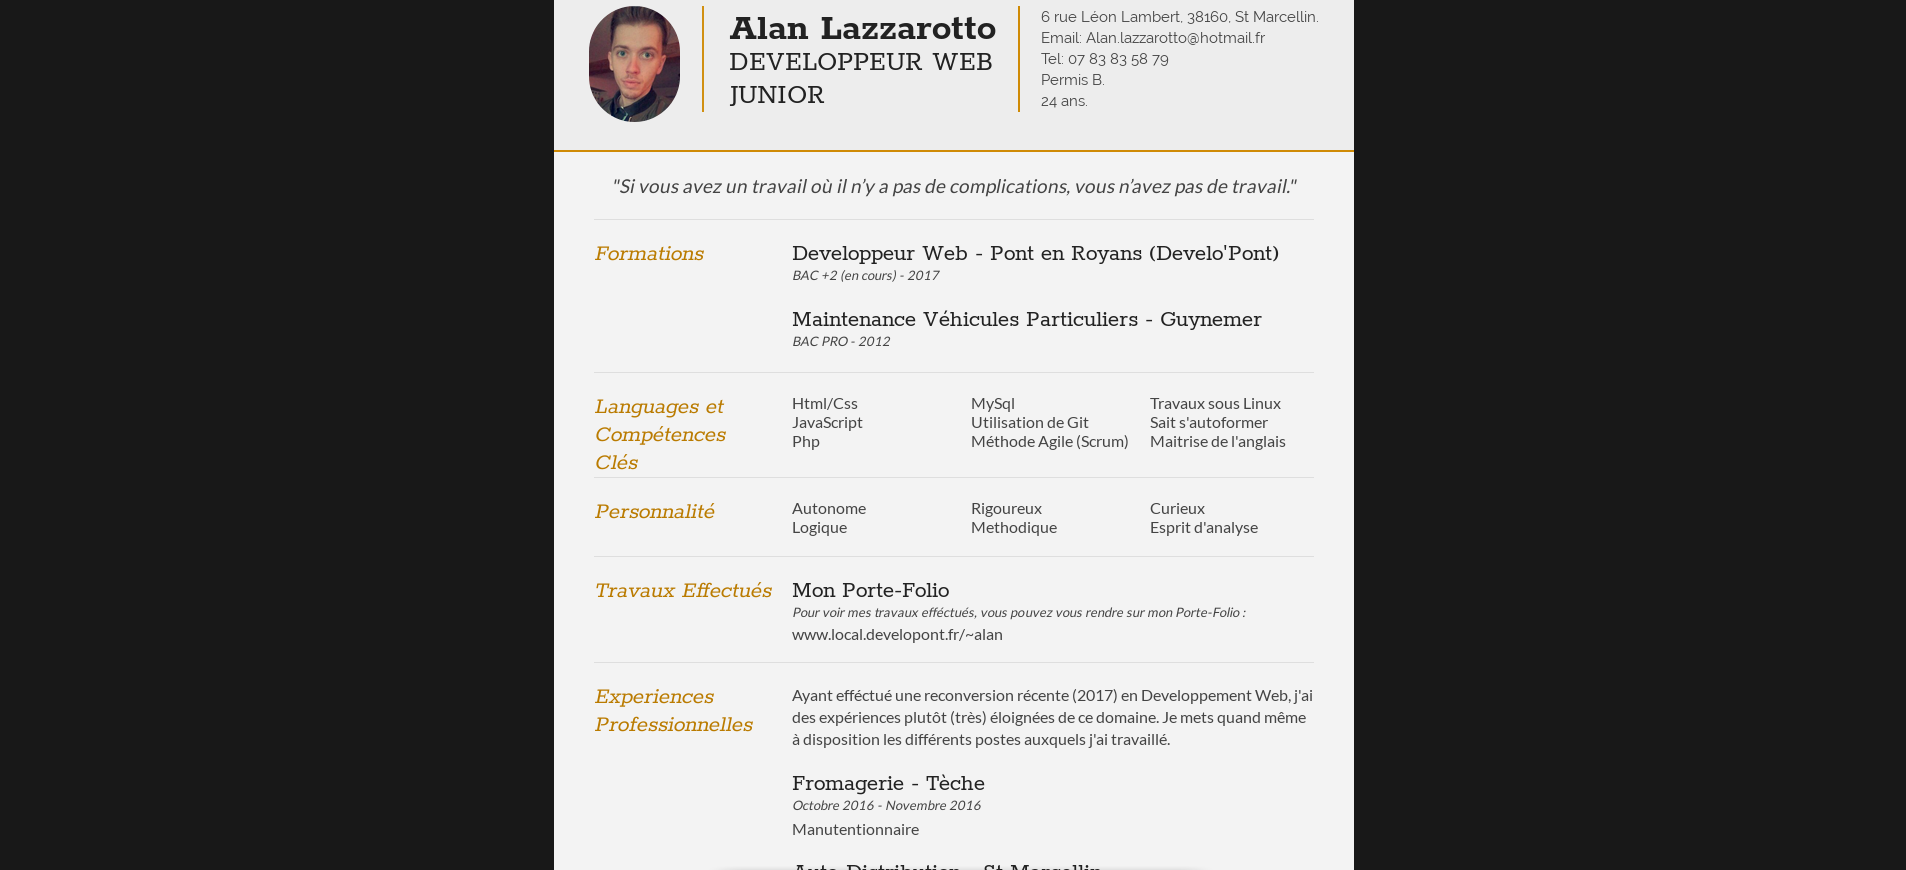 Alan Lazzarotto
DEVELOPPEUR WEB
JUNIOR
6 rue Léon Lambert, 38160, St Marcellin.
Email: Alan.lazzarotto@hotmail.fr
Tel: 07 83 83 58 79
Permis B.
24 ans.
"Si vous avez un travail où il n’y a pas de complications, vous n’avez pas de travail."
Formations
Developpeur Web - Pont en Royans (Develo'Pont)
BAC +2 (en cours) - 2017
Maintenance Véhicules Particuliers - Guynemer
BAC PRO - 2012
Languages et
Compétences
Clés
Html/Css
JavaScript
Php
MySql
Utilisation de Git
Méthode Agile (Scrum)
Travaux sous Linux
Sait s'autoformer
Maitrise de l'anglais
Personnalité
Autonome
Logique
Rigoureux
Methodique
Curieux
Esprit d'analyse
Travaux Effectués
Mon Porte-Folio
Pour voir mes travaux efféctués, vous pouvez vous rendre sur mon Porte-Folio :
www.local.developont.fr/~alan
Experiences
Professionnelles
Ayant efféctué une reconversion récente (2017) en Developpement Web, j'ai
des expériences plutôt (très) éloignées de ce domaine. Je mets quand même
à disposition les différents postes auxquels j'ai travaillé.
Fromagerie - Tèche
Octobre 2016 - Novembre 2016
Manutentionnaire
Auto Distribution - St Marcellin